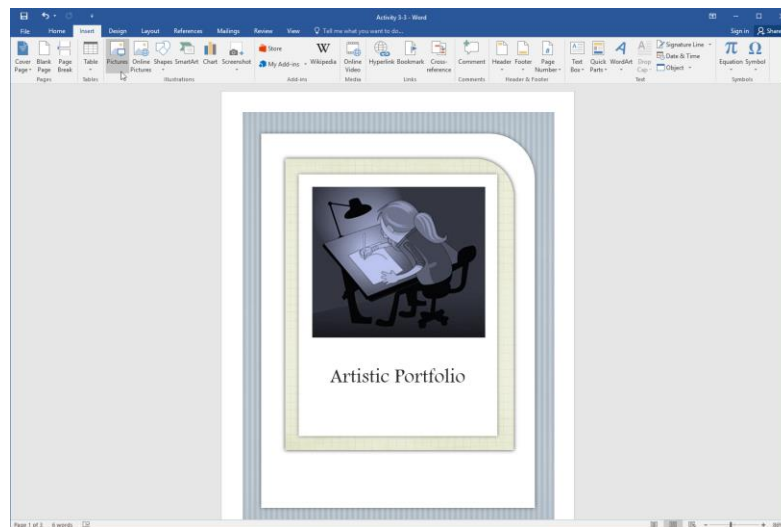 Activity 3-3 - Word
File Home Insert Design Layout References Mailings Review View Tell me what you want to do... Sign in Share
Cover Page Blank Page Page Break Table Pictures Online Pictures Shapes SmartArt Chart Screenshot Store My Add-ins Wikipedia Online Video Hyperlink Bookmark Cross-reference Comment Header Footer Page Number Text Box Quick Parts WordArt Drop Cap Signature Line Date & Time Object Equation Symbol
Pages Tables Illustrations Add-ins Media Links Comments Header & Footer Text Symbols
Artistic Portfolio
Page 1 of 3 6 words